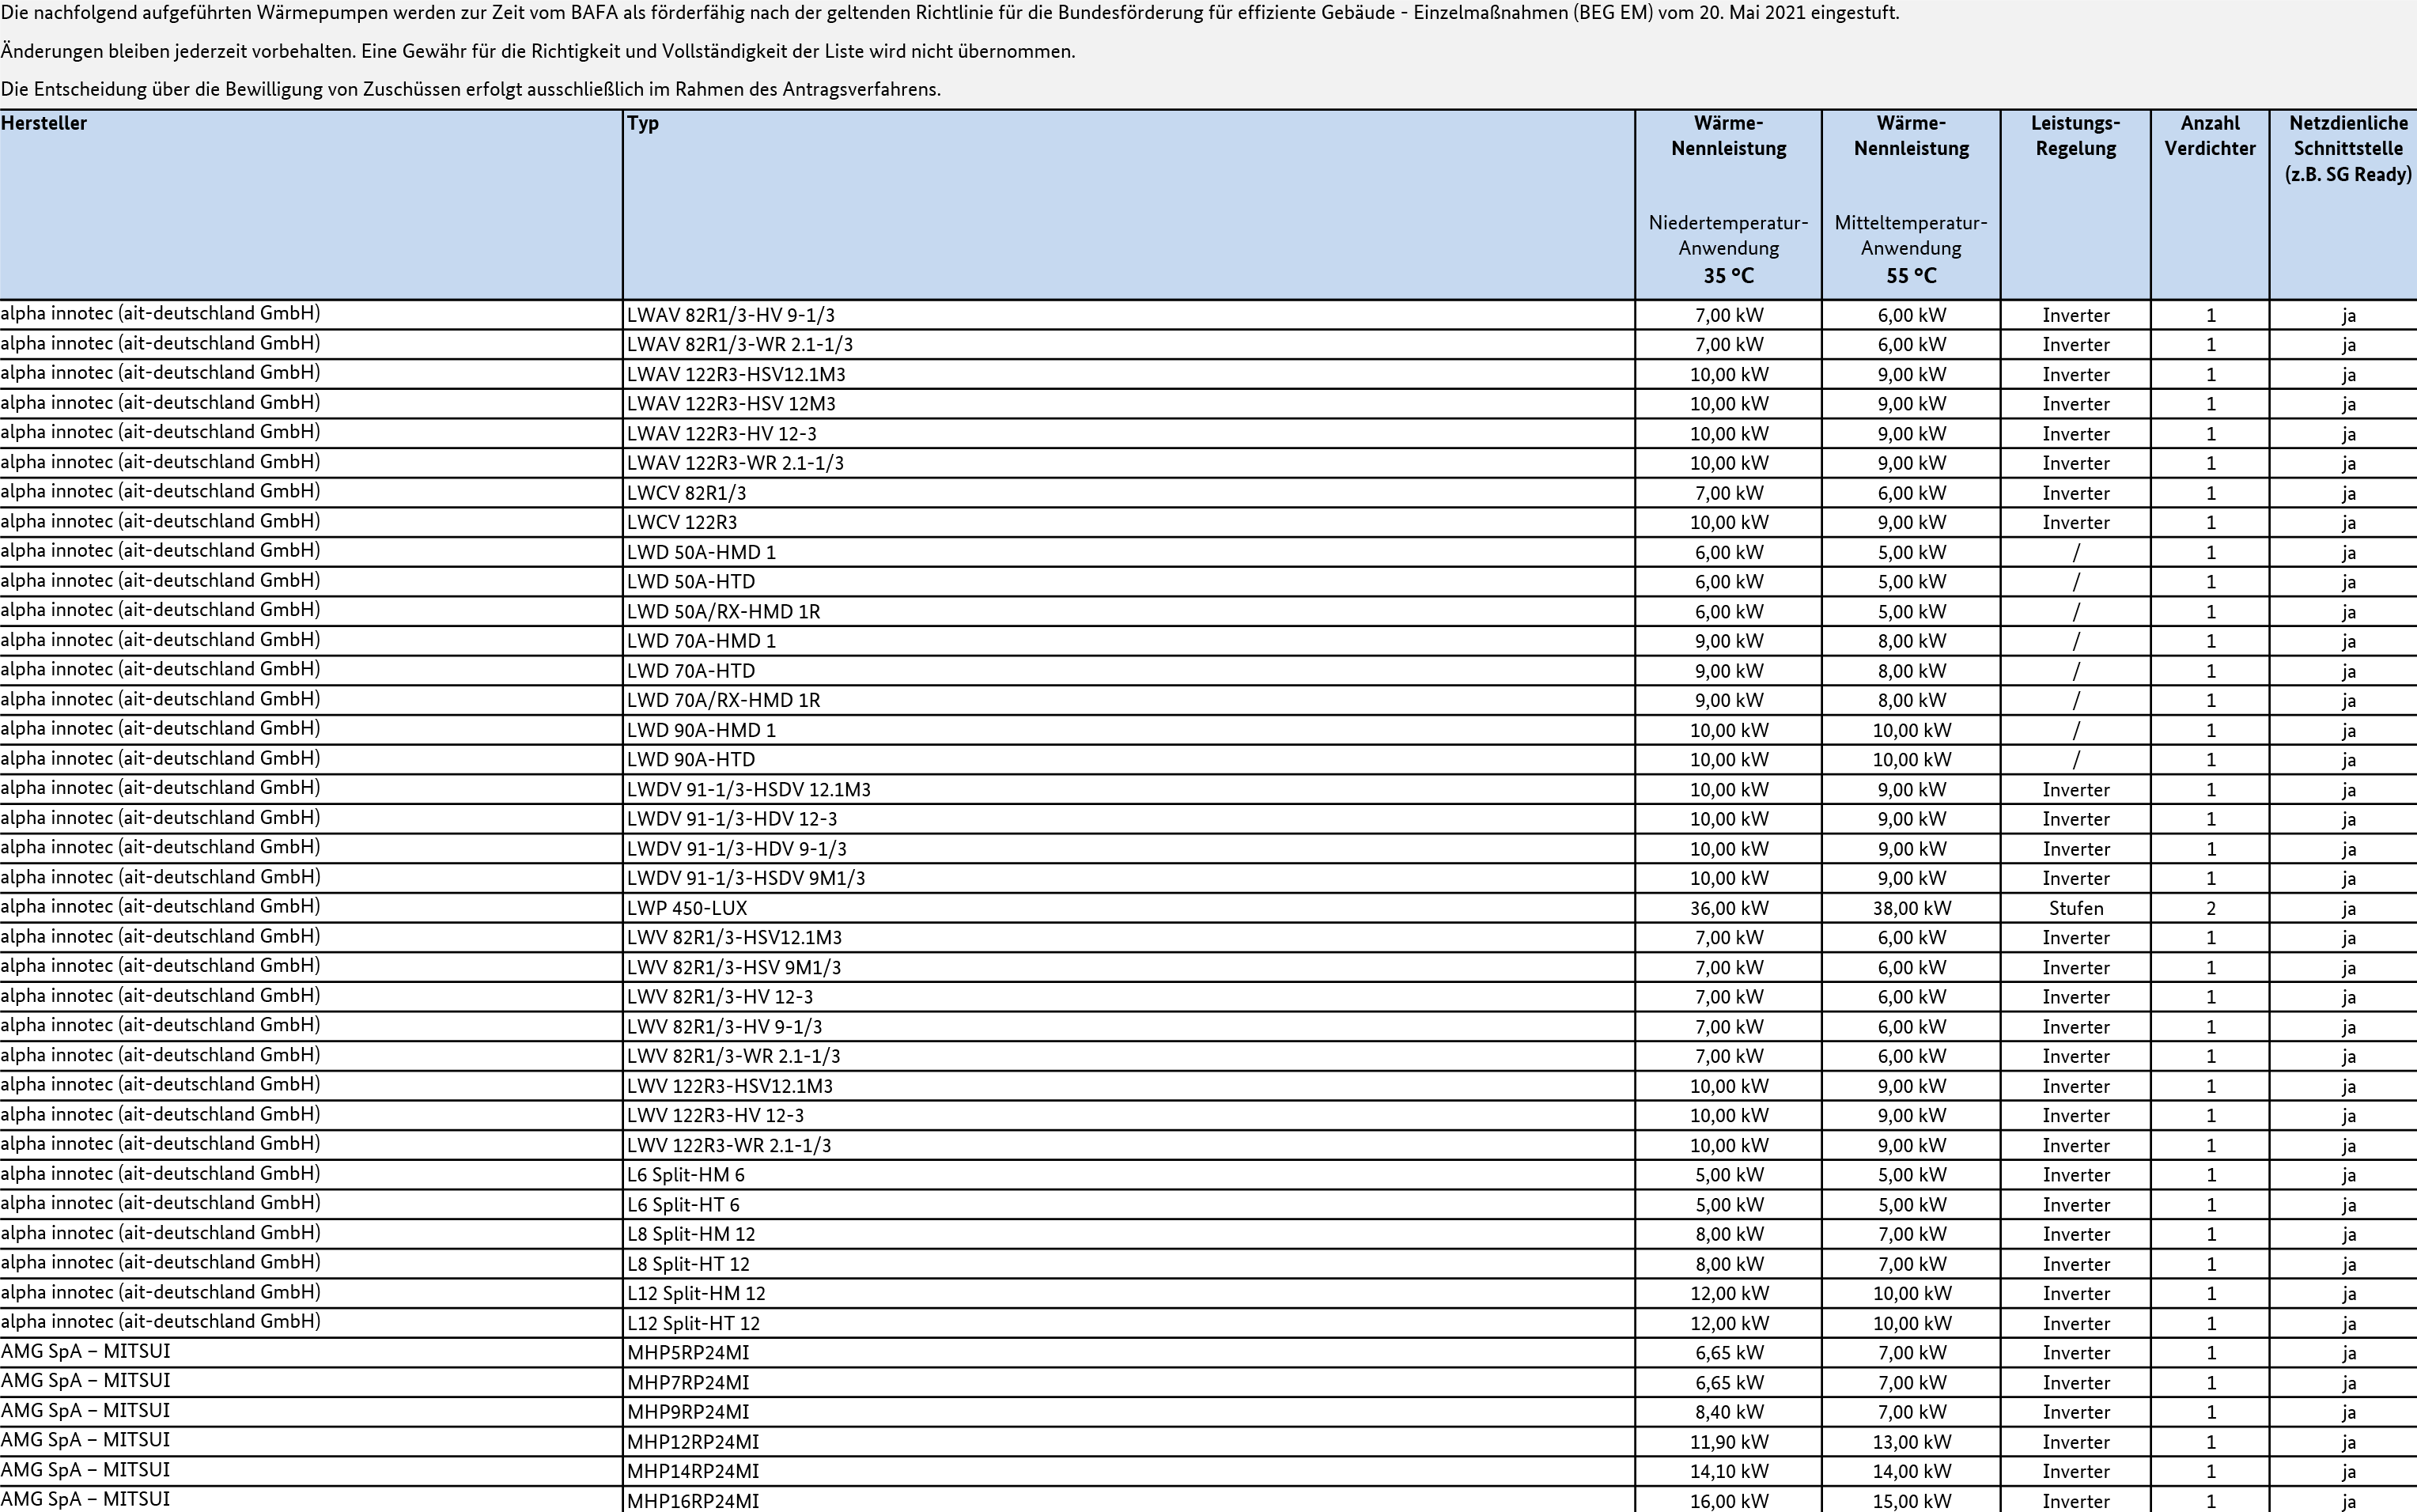 Die nachfolgend aufgeführten Wärmepumpen werden zur Zeit vom BAFA als förderfähig nach der geltenden Richtlinie für die Bundesförderung für effiziente Gebäude - Einzelmaßnahmen (BEG EM) vom 20. Mai 2021 eingestuft.
Änderungen bleiben jederzeit vorbehalten. Eine Gewähr für die Richtigkeit und Vollständigkeit der Liste wird nicht übernommen.
Die Entscheidung über die Bewilligung von Zuschüssen erfolgt ausschließlich im Rahmen des Antragsverfahrens.
Hersteller Typ Wärme- Wärme- Leistungs- Anzahl Netzdienliche
Nennleistung Nennleistung Regelung Verdichter Schnittstelle
(z.B. SG Ready)
Niedertemperatur- Mitteltemperatur-
Anwendung Anwendung
35 °C 55 °C
alpha innotec (ait-deutschland GmbH) LWAV 82R1/3-HV 9-1/3 7,00 kW 6,00 kW Inverter 1 ja
alpha innotec (ait-deutschland GmbH) LWAV 82R1/3-WR 2.1-1/3 7,00 kW 6,00 kW Inverter 1 ja
alpha innotec (ait-deutschland GmbH) LWAV 122R3-HSV12.1M3 10,00 kW 9,00 kW Inverter 1 ja
alpha innotec (ait-deutschland GmbH) LWAV 122R3-HSV 12M3 10,00 kW 9,00 kW Inverter 1 ja
alpha innotec (ait-deutschland GmbH) LWAV 122R3-HV 12-3 10,00 kW 9,00 kW Inverter 1 ja
alpha innotec (ait-deutschland GmbH) LWAV 122R3-WR 2.1-1/3 10,00 kW 9,00 kW Inverter 1 ja
alpha innotec (ait-deutschland GmbH) LWCV 82R1/3 7,00 kW 6,00 kW Inverter 1 ja
alpha innotec (ait-deutschland GmbH) LWCV 122R3 10,00 kW 9,00 kW Inverter 1 ja
alpha innotec (ait-deutschland GmbH) LWD 50A-HMD 1 6,00 kW 5,00 kW / 1 ja
alpha innotec (ait-deutschland GmbH) LWD 50A-HTD 6,00 kW 5,00 kW / 1 ja
alpha innotec (ait-deutschland GmbH) LWD 50A/RX-HMD 1R 6,00 kW 5,00 kW / 1 ja
alpha innotec (ait-deutschland GmbH) LWD 70A-HMD 1 9,00 kW 8,00 kW / 1 ja
alpha innotec (ait-deutschland GmbH) LWD 70A-HTD 9,00 kW 8,00 kW / 1 ja
alpha innotec (ait-deutschland GmbH) LWD 70A/RX-HMD 1R 9,00 kW 8,00 kW / 1 ja
alpha innotec (ait-deutschland GmbH) LWD 90A-HMD 1 10,00 kW 10,00 kW / 1 ja
alpha innotec (ait-deutschland GmbH) LWD 90A-HTD 10,00 kW 10,00 kW / 1 ja
alpha innotec (ait-deutschland GmbH) LWDV 91-1/3-HSDV 12.1M3 10,00 kW 9,00 kW Inverter 1 ja
alpha innotec (ait-deutschland GmbH) LWDV 91-1/3-HDV 12-3 10,00 kW 9,00 kW Inverter 1 ja
alpha innotec (ait-deutschland GmbH) LWDV 91-1/3-HDV 9-1/3 10,00 kW 9,00 kW Inverter 1 ja
alpha innotec (ait-deutschland GmbH) LWDV 91-1/3-HSDV 9M1/3 10,00 kW 9,00 kW Inverter 1 ja
alpha innotec (ait-deutschland GmbH) LWP 450-LUX 36,00 kW 38,00 kW Stufen 2 ja
alpha innotec (ait-deutschland GmbH) LWV 82R1/3-HSV12.1M3 7,00 kW 6,00 kW Inverter 1 ja
alpha innotec (ait-deutschland GmbH) LWV 82R1/3-HSV 9M1/3 7,00 kW 6,00 kW Inverter 1 ja
alpha innotec (ait-deutschland GmbH) LWV 82R1/3-HV 12-3 7,00 kW 6,00 kW Inverter 1 ja
alpha innotec (ait-deutschland GmbH) LWV 82R1/3-HV 9-1/3 7,00 kW 6,00 kW Inverter 1 ja
alpha innotec (ait-deutschland GmbH) LWV 82R1/3-WR 2.1-1/3 7,00 kW 6,00 kW Inverter 1 ja
alpha innotec (ait-deutschland GmbH) LWV 122R3-HSV12.1M3 10,00 kW 9,00 kW Inverter 1 ja
alpha innotec (ait-deutschland GmbH) LWV 122R3-HV 12-3 10,00 kW 9,00 kW Inverter 1 ja
alpha innotec (ait-deutschland GmbH) LWV 122R3-WR 2.1-1/3 10,00 kW 9,00 kW Inverter 1 ja
alpha innotec (ait-deutschland GmbH) L6 Split-HM 6 5,00 kW 5,00 kW Inverter 1 ja
alpha innotec (ait-deutschland GmbH) L6 Split-HT 6 5,00 kW 5,00 kW Inverter 1 ja
alpha innotec (ait-deutschland GmbH) L8 Split-HM 12 8,00 kW 7,00 kW Inverter 1 ja
alpha innotec (ait-deutschland GmbH) L8 Split-HT 12 8,00 kW 7,00 kW Inverter 1 ja
alpha innotec (ait-deutschland GmbH) L12 Split-HM 12 12,00 kW 10,00 kW Inverter 1 ja
alpha innotec (ait-deutschland GmbH) L12 Split-HT 12 12,00 kW 10,00 kW Inverter 1 ja
AMG SpA – MITSUI MHP5RP24MI 6,65 kW 7,00 kW Inverter 1 ja
AMG SpA – MITSUI MHP7RP24MI 6,65 kW 7,00 kW Inverter 1 ja
AMG SpA – MITSUI MHP9RP24MI 8,40 kW 7,00 kW Inverter 1 ja
AMG SpA – MITSUI MHP12RP24MI 11,90 kW 13,00 kW Inverter 1 ja
AMG SpA – MITSUI MHP14RP24MI 14,10 kW 14,00 kW Inverter 1 ja
AMG SpA – MITSUI MHP16RP24MI 16,00 kW 15,00 kW Inverter 1 ja